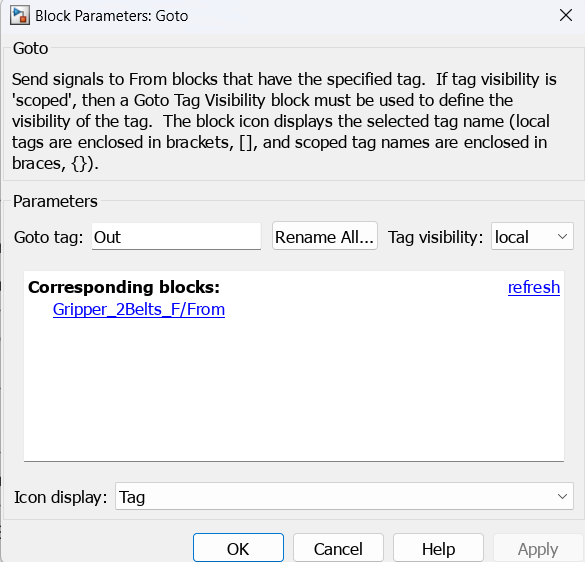 Block Parameters: Goto
Goto
Send signals to From blocks that have the specified tag.  If tag visibility is
'scoped', then a Goto Tag Visibility block must be used to define the
visibility of the tag.  The block icon displays the selected tag name (local
tags are enclosed in brackets, [], and scoped tag names are enclosed in
braces, {}).
Parameters
Goto tag: Out Rename All... Tag visibility: local
Corresponding blocks: refresh
Gripper_2Belts_F/From
Icon display: Tag
OK Cancel Help Apply